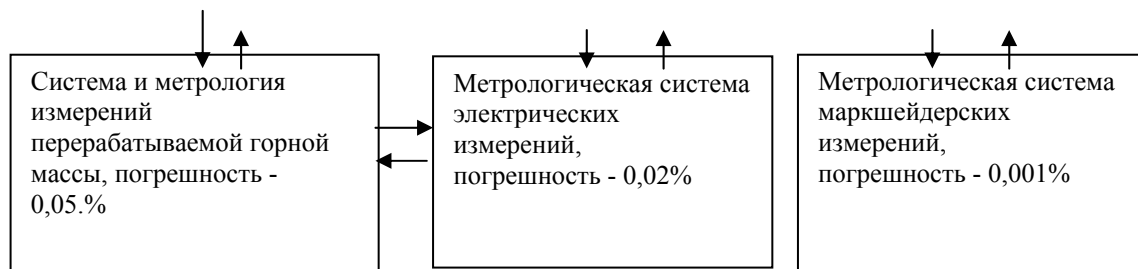 Система и метрология
измерений
перерабатываемой горной
массы, погрешность -
0,05.%
Метрологическая система
электрических
измерений,
погрешность - 0,02%
Метрологическая система
маркшейдерских
измерений,
погрешность - 0,001%